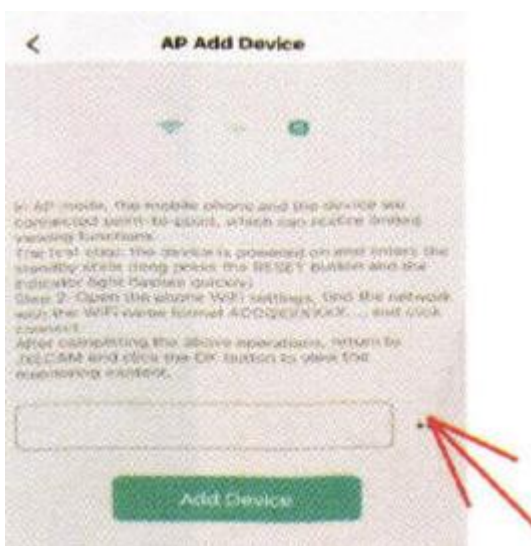 AP Add Device
In AP mode, the mobile phone and the device are
connected point-to-point, which can realize limited
viewing functions.
The first step: the device is powered on and enters the
standby state (long press the RESET button and the
indicator light flashes quickly)
Step 2: Open the phone WiFi settings, find the network
with the WiFi name format and click
connect
After completing the above operations, return to
and click the OK button to view the
monitoring content.
Add Device